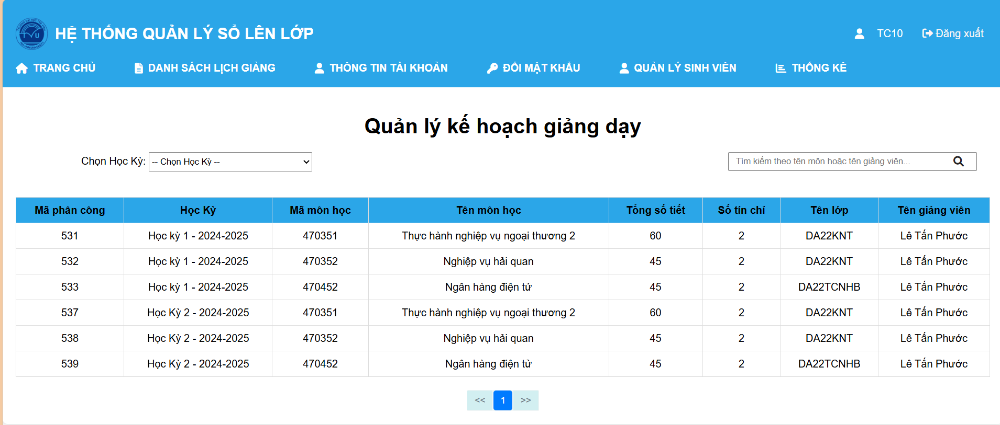 HỆ THỐNG QUẢN LÝ SỔ LÊN LỚP
TC10 Đăng xuất
TRANG CHỦ DANH SÁCH LỊCH GIẢNG THÔNG TIN TÀI KHOẢN ĐỔI MẬT KHẨU QUẢN LÝ SINH VIÊN THỐNG KÊ
Quản lý kế hoạch giảng dạy
Chọn Học Kỳ: -- Chọn Học Kỳ -- Tìm kiếm theo tên môn hoặc tên giảng viên...
Mã phân công Học Kỳ Mã môn học Tên môn học Tổng số tiết Số tín chỉ Tên lớp Tên giảng viên
531 Học kỳ 1 - 2024-2025 470351 Thực hành nghiệp vụ ngoại thương 2 60 2 DA22KNT Lê Tấn Phước
532 Học kỳ 1 - 2024-2025 470352 Nghiệp vụ hải quan 45 2 DA22KNT Lê Tấn Phước
533 Học kỳ 1 - 2024-2025 470452 Ngân hàng điện tử 45 2 DA22TCNHB Lê Tấn Phước
537 Học Kỳ 2 - 2024-2025 470351 Thực hành nghiệp vụ ngoại thương 2 60 2 DA22KNT Lê Tấn Phước
538 Học Kỳ 2 - 2024-2025 470352 Nghiệp vụ hải quan 45 2 DA22KNT Lê Tấn Phước
539 Học Kỳ 2 - 2024-2025 470452 Ngân hàng điện tử 45 2 DA22TCNHB Lê Tấn Phước
<< 1 >>